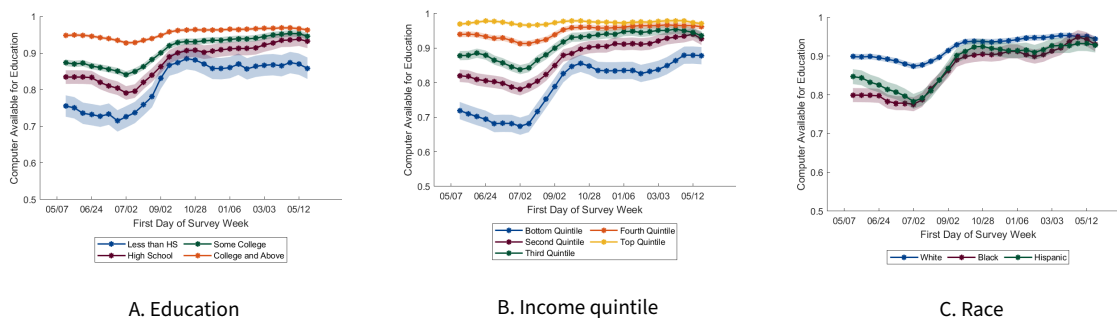 Computer Available for Education
1
0.9
0.8
0.7
0.6
0.5
05/07 06/24 07/02 09/02 10/28 01/06 03/03 05/12
First Day of Survey Week
Less than HS Some College
High School College and Above
A. Education
Computer Available for Education
1
0.9
0.8
0.7
0.6
0.5
05/07 06/24 07/02 09/02 10/28 01/06 03/03 05/12
First Day of Survey Week
Bottom Quintile Fourth Quintile
Second Quintile Top Quintile
Third Quintile
B. Income quintile
Computer Available for Education
1
0.9
0.8
0.7
0.6
0.5
05/07 06/24 07/02 09/02 10/28 01/06 03/03 05/12
First Day of Survey Week
White Black Hispanic
C. Race